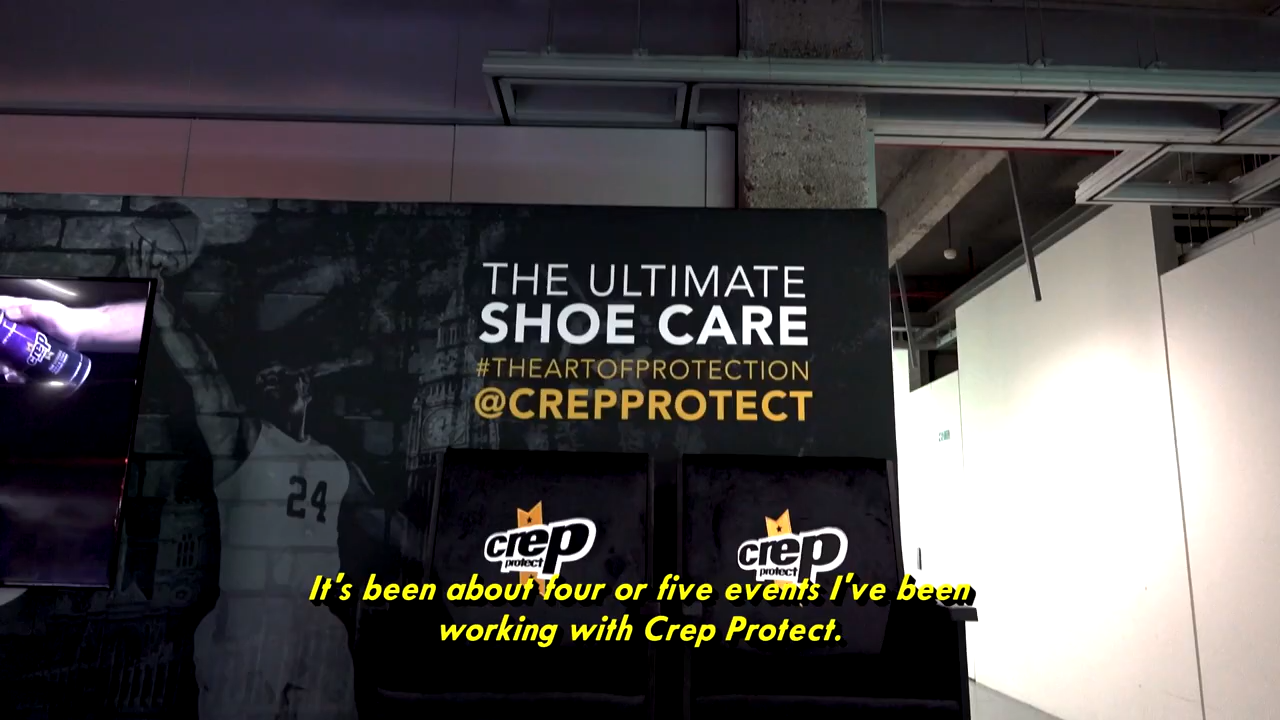 THE ULTIMATE
SHOE CARE
#THEARTOFPROTECTION
@CREPPROTECT
crep
24
crep
protect
crep
protect
It's been about four or five events I've been
working with Crep Protect.